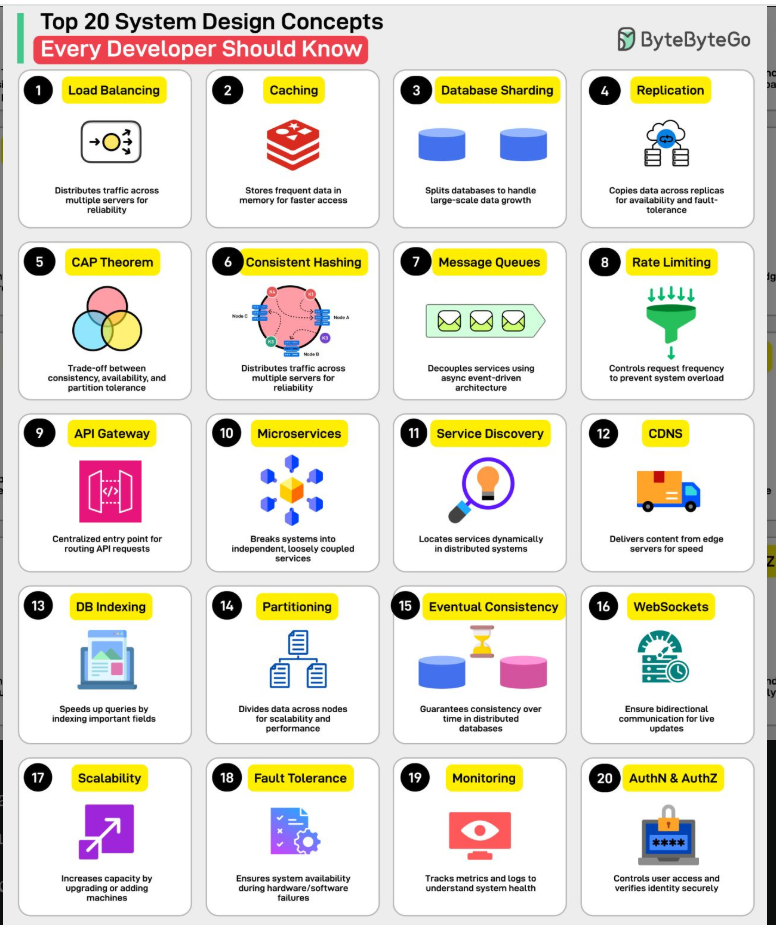 Top 20 System Design Concepts
Every Developer Should Know
ByteByteGo
1
Load Balancing
Distributes traffic across
multiple servers for
reliability
2
Caching
Stores frequent data in
memory for faster access
3
Database Sharding
Splits databases to handle
large-scale data growth
4
Replication
Copies data across replicas
for availability and fault-
tolerance
5
CAP Theorem
Trade-off between
consistency, availability, and
partition tolerance
6
Consistent Hashing
Node C
Node A
Node B
Distributes traffic across
multiple servers for
reliability
7
Message Queues
Decouples services using
async event-driven
architecture
8
Rate Limiting
Controls request frequency
to prevent system overload
9
API Gateway
</>
Centralized entry point for
routing API requests
10
Microservices
Breaks systems into
independent, loosely coupled
services
11
Service Discovery
Locates services dynamically
in distributed systems
12
CDNS
Delivers content from edge
servers for speed
13
DB Indexing
Speeds up queries by
indexing important fields
14
Partitioning
Divides data across nodes
for scalability and
performance
15
Eventual Consistency
Guarantees consistency over
time in distributed
databases
16
WebSockets
Ensure bidirectional
communication for live
updates
17
Scalability
Increases capacity by
upgrading or adding
machines
18
Fault Tolerance
Ensures system availability
during hardware/software
failures
19
Monitoring
Tracks metrics and logs to
understand system health
20
AuthN & AuthZ
****
Controls user access and
verifies identity securely